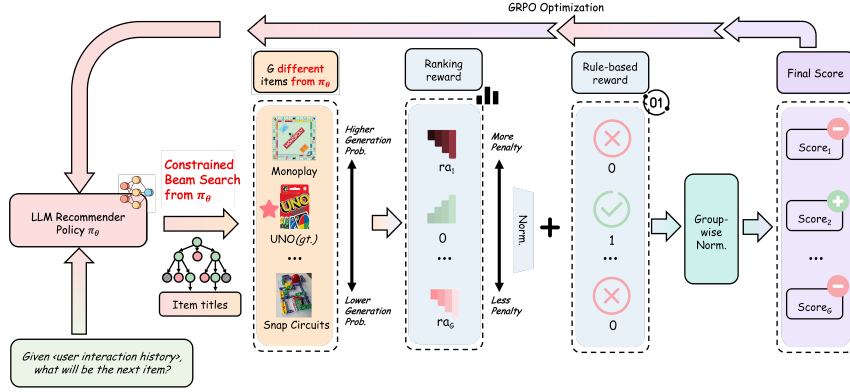 GRPO Optimization
G different
items from πθ
Ranking
reward
Rule-based
reward
Final Score
01
Constrained
Beam Search
from πθ
LLM Recommender
Policy πθ
Item titles
Given <user interaction history>,
what will be the next item?
MONOPOLY
Monoplay
UNO
UNO(gt.)
...
Snap Circuits
Higher
Generation
Prob.
Lower
Generation
Prob.
ra1
0
...
raG
More
Penalty
Less
Penalty
Norm.
+
0
1
...
0
Group-
wise
Norm.
Score1
Score2
...
ScoreG